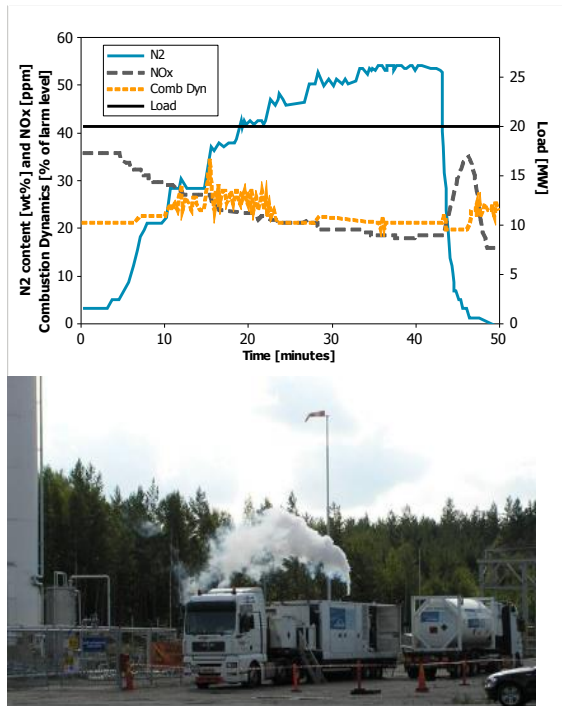 60
50
40
30
20
10
0
N2 content [wt%] and NOx [ppm]
Combustion Dynamics [% of larm level]
N2
NOx
Comb Dyn
Load
25
20
15
10
5
0
Load [MW]
0
10
20
30
40
50
Time [minutes]